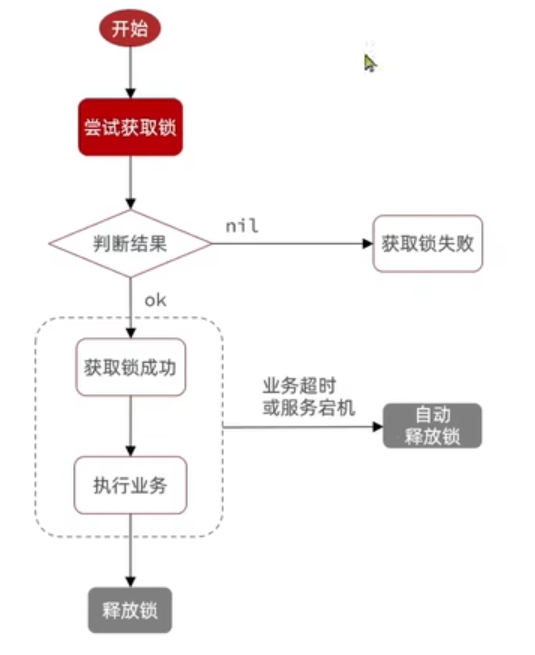 开始
尝试获取锁
判断结果
nil
获取锁失败
ok
获取锁成功
业务超时
或服务宕机
自动
释放锁
执行业务
释放锁